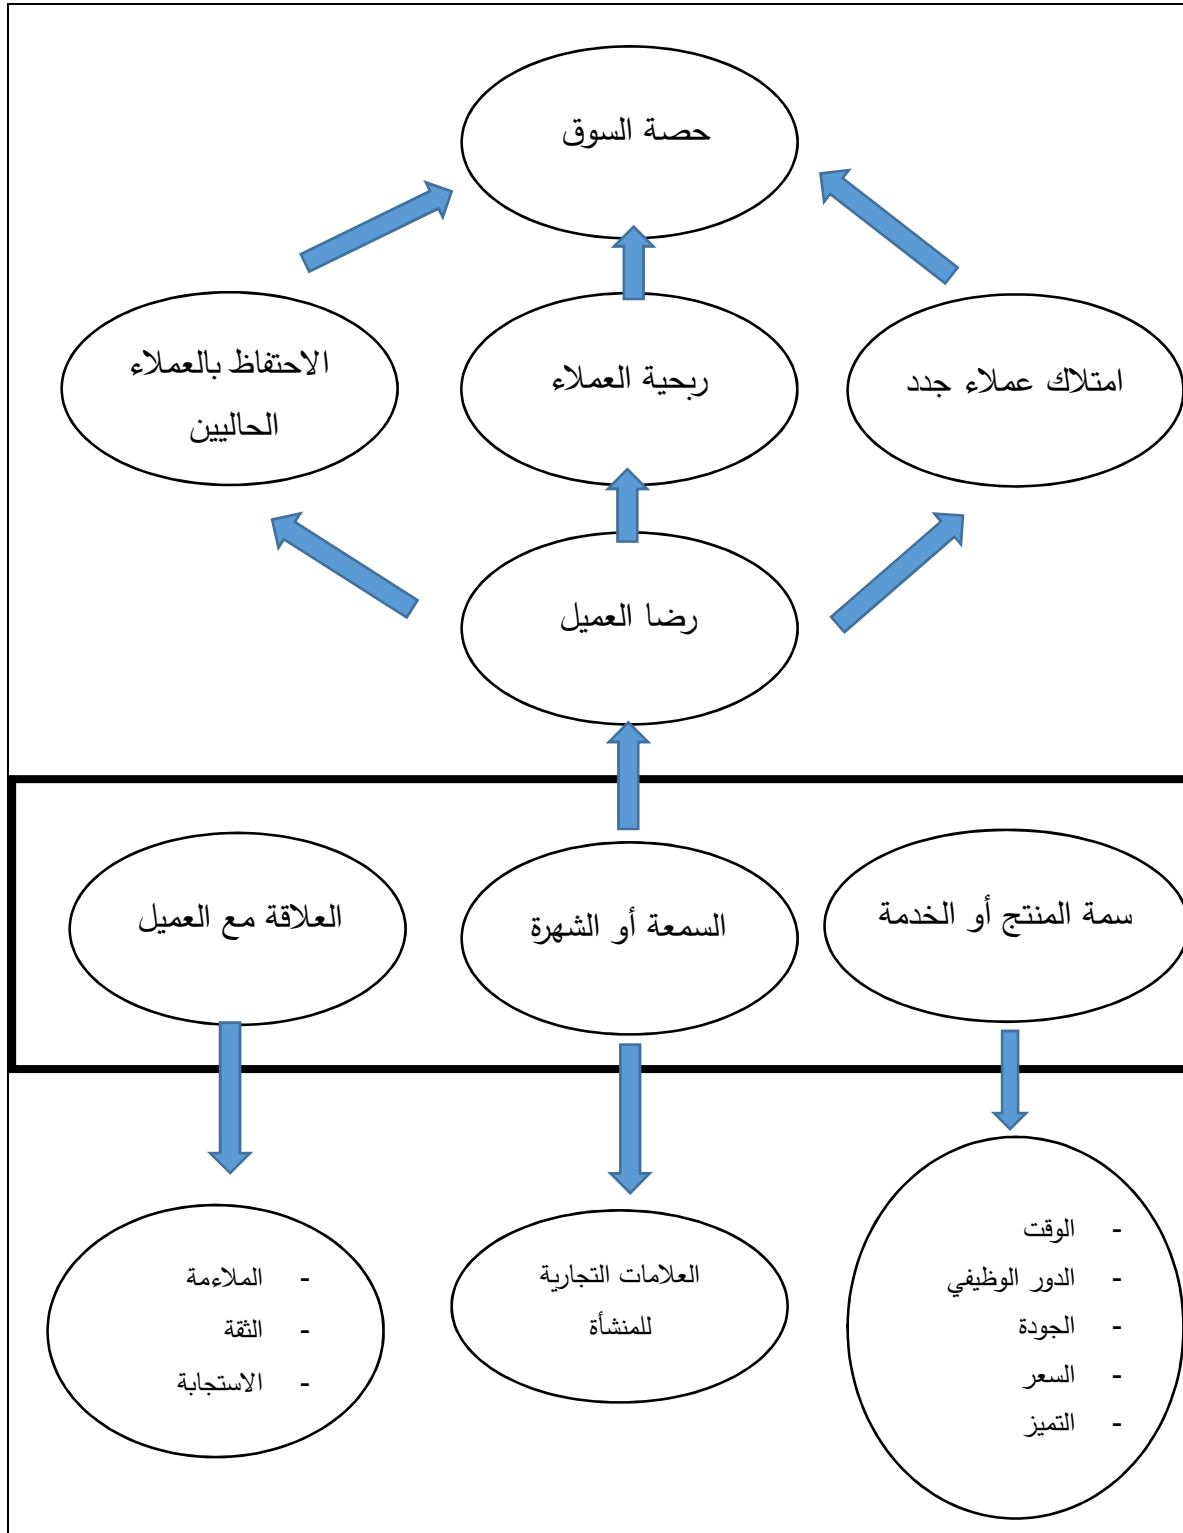 حصة السوق
امتلاك عملاء جدد
ربحية العملاء
الاحتفاظ بالعملاء
الحاليين
رضا العميل
سمة المنتج أو الخدمة
السمعة أو الشهرة
العلاقة مع العميل
- الوقت
- الدور الوظيفي
- الجودة
- السعر
- التميز
العلامات التجارية
للمنشأة
- الملاءمة
- الثقة
- الاستجابة